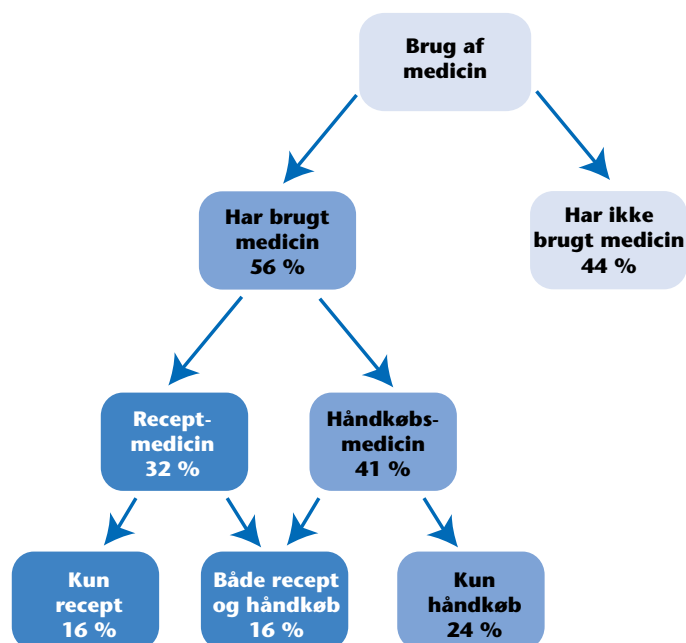 Brug af
medicin
Har brugt
medicin
56 %
Har ikke
brugt medicin
44 %
Recept-
medicin
32 %
Håndkøbs-
medicin
41 %
Kun
recept
16 %
Både recept
og håndkøb
16 %
Kun
håndkøb
24 %